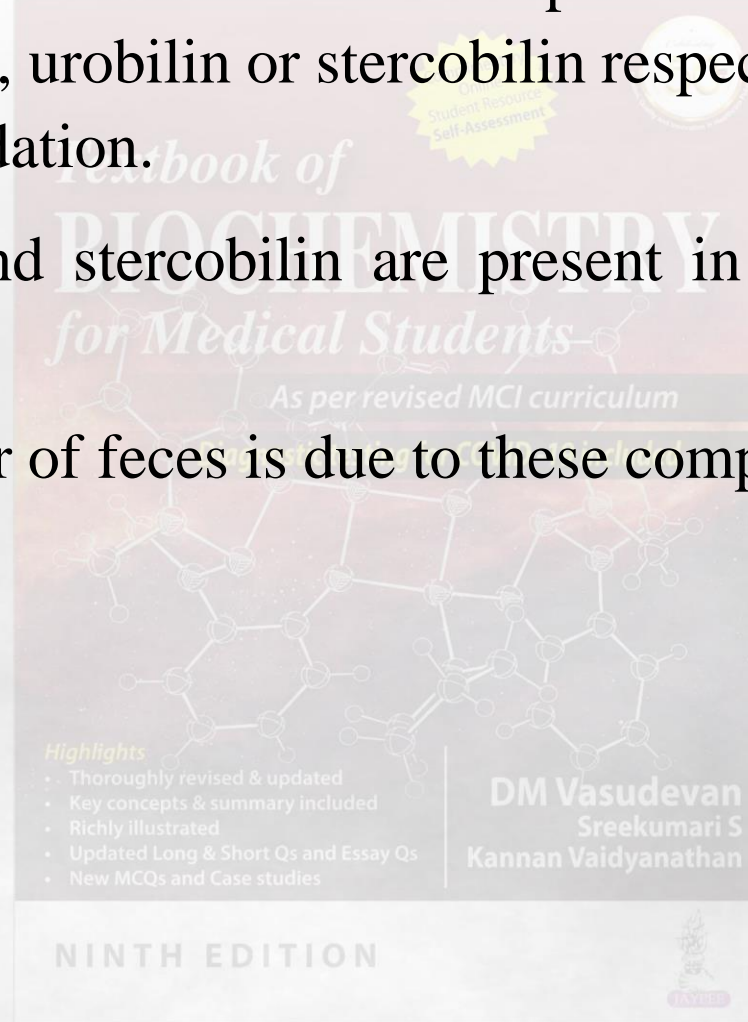 , urobilin or stercobilin respec
dation.
nd stercobilin are present in
r of feces is due to these comp
Online
Student Resource
Self-Assessment
Textbook of
BIOCHEMISTRY
for Medical Students
As per revised MCI curriculum
Highlights
• Thoroughly revised & updated
• Key concepts & summary included
• Richly illustrated
• Updated Long & Short Qs and Essay Qs
• New MCQs and Case studies
DM Vasudevan
Sreekumari S
Kannan Vaidyanathan
NINTH EDITION
JAYPEE